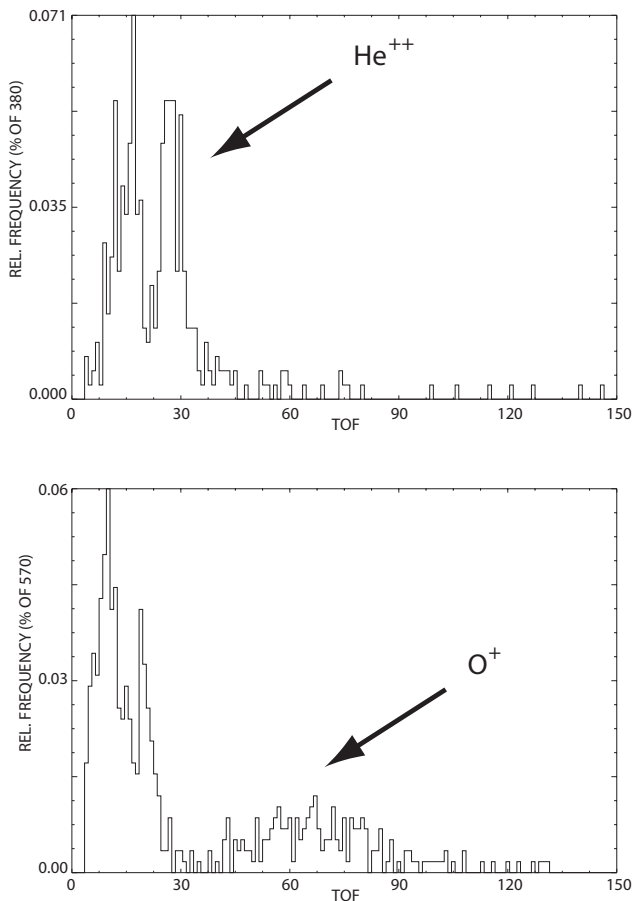 0.071
He++
REL. FREQUENCY (% OF 380)
0.035
0.000
0 30 60 90 120 150
TOF
0.06
REL. FREQUENCY (% OF 570)
O+
0.03
0.00
0 30 60 90 120 150
TOF